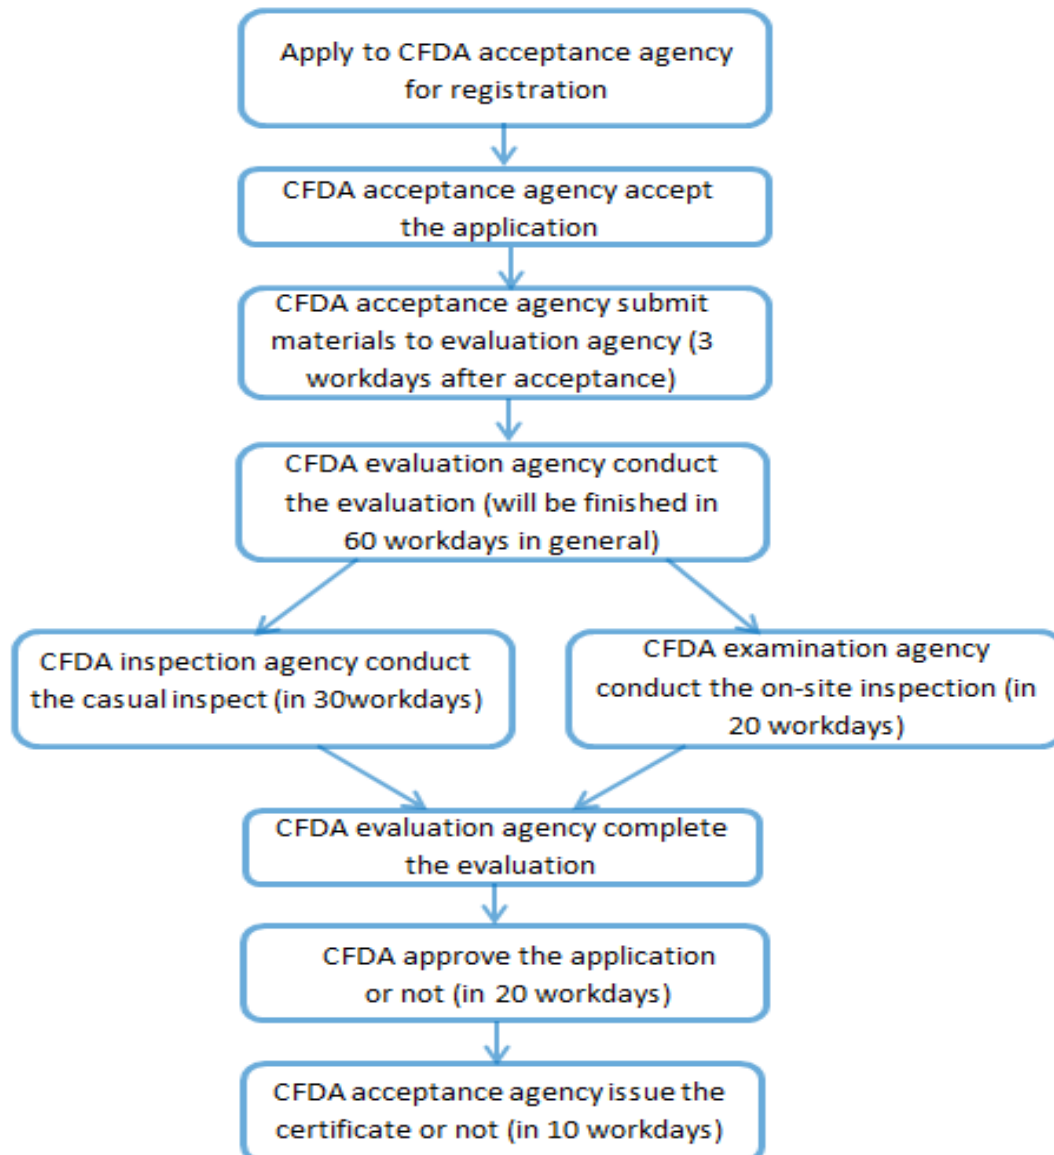 Apply to CFDA acceptance agency
for registration
CFDA acceptance agency accept
the application
CFDA acceptance agency submit
materials to evaluation agency (3
workdays after acceptance)
CFDA evaluation agency conduct
the evaluation (will be finished in
60 workdays in general)
CFDA inspection agency conduct
the casual inspect (in 30workdays)
CFDA examination agency
conduct the on-site inspection (in
20 workdays)
CFDA evaluation agency complete
the evaluation
CFDA approve the application
or not (in 20 workdays)
CFDA acceptance agency issue the
certificate or not (in 10 workdays)